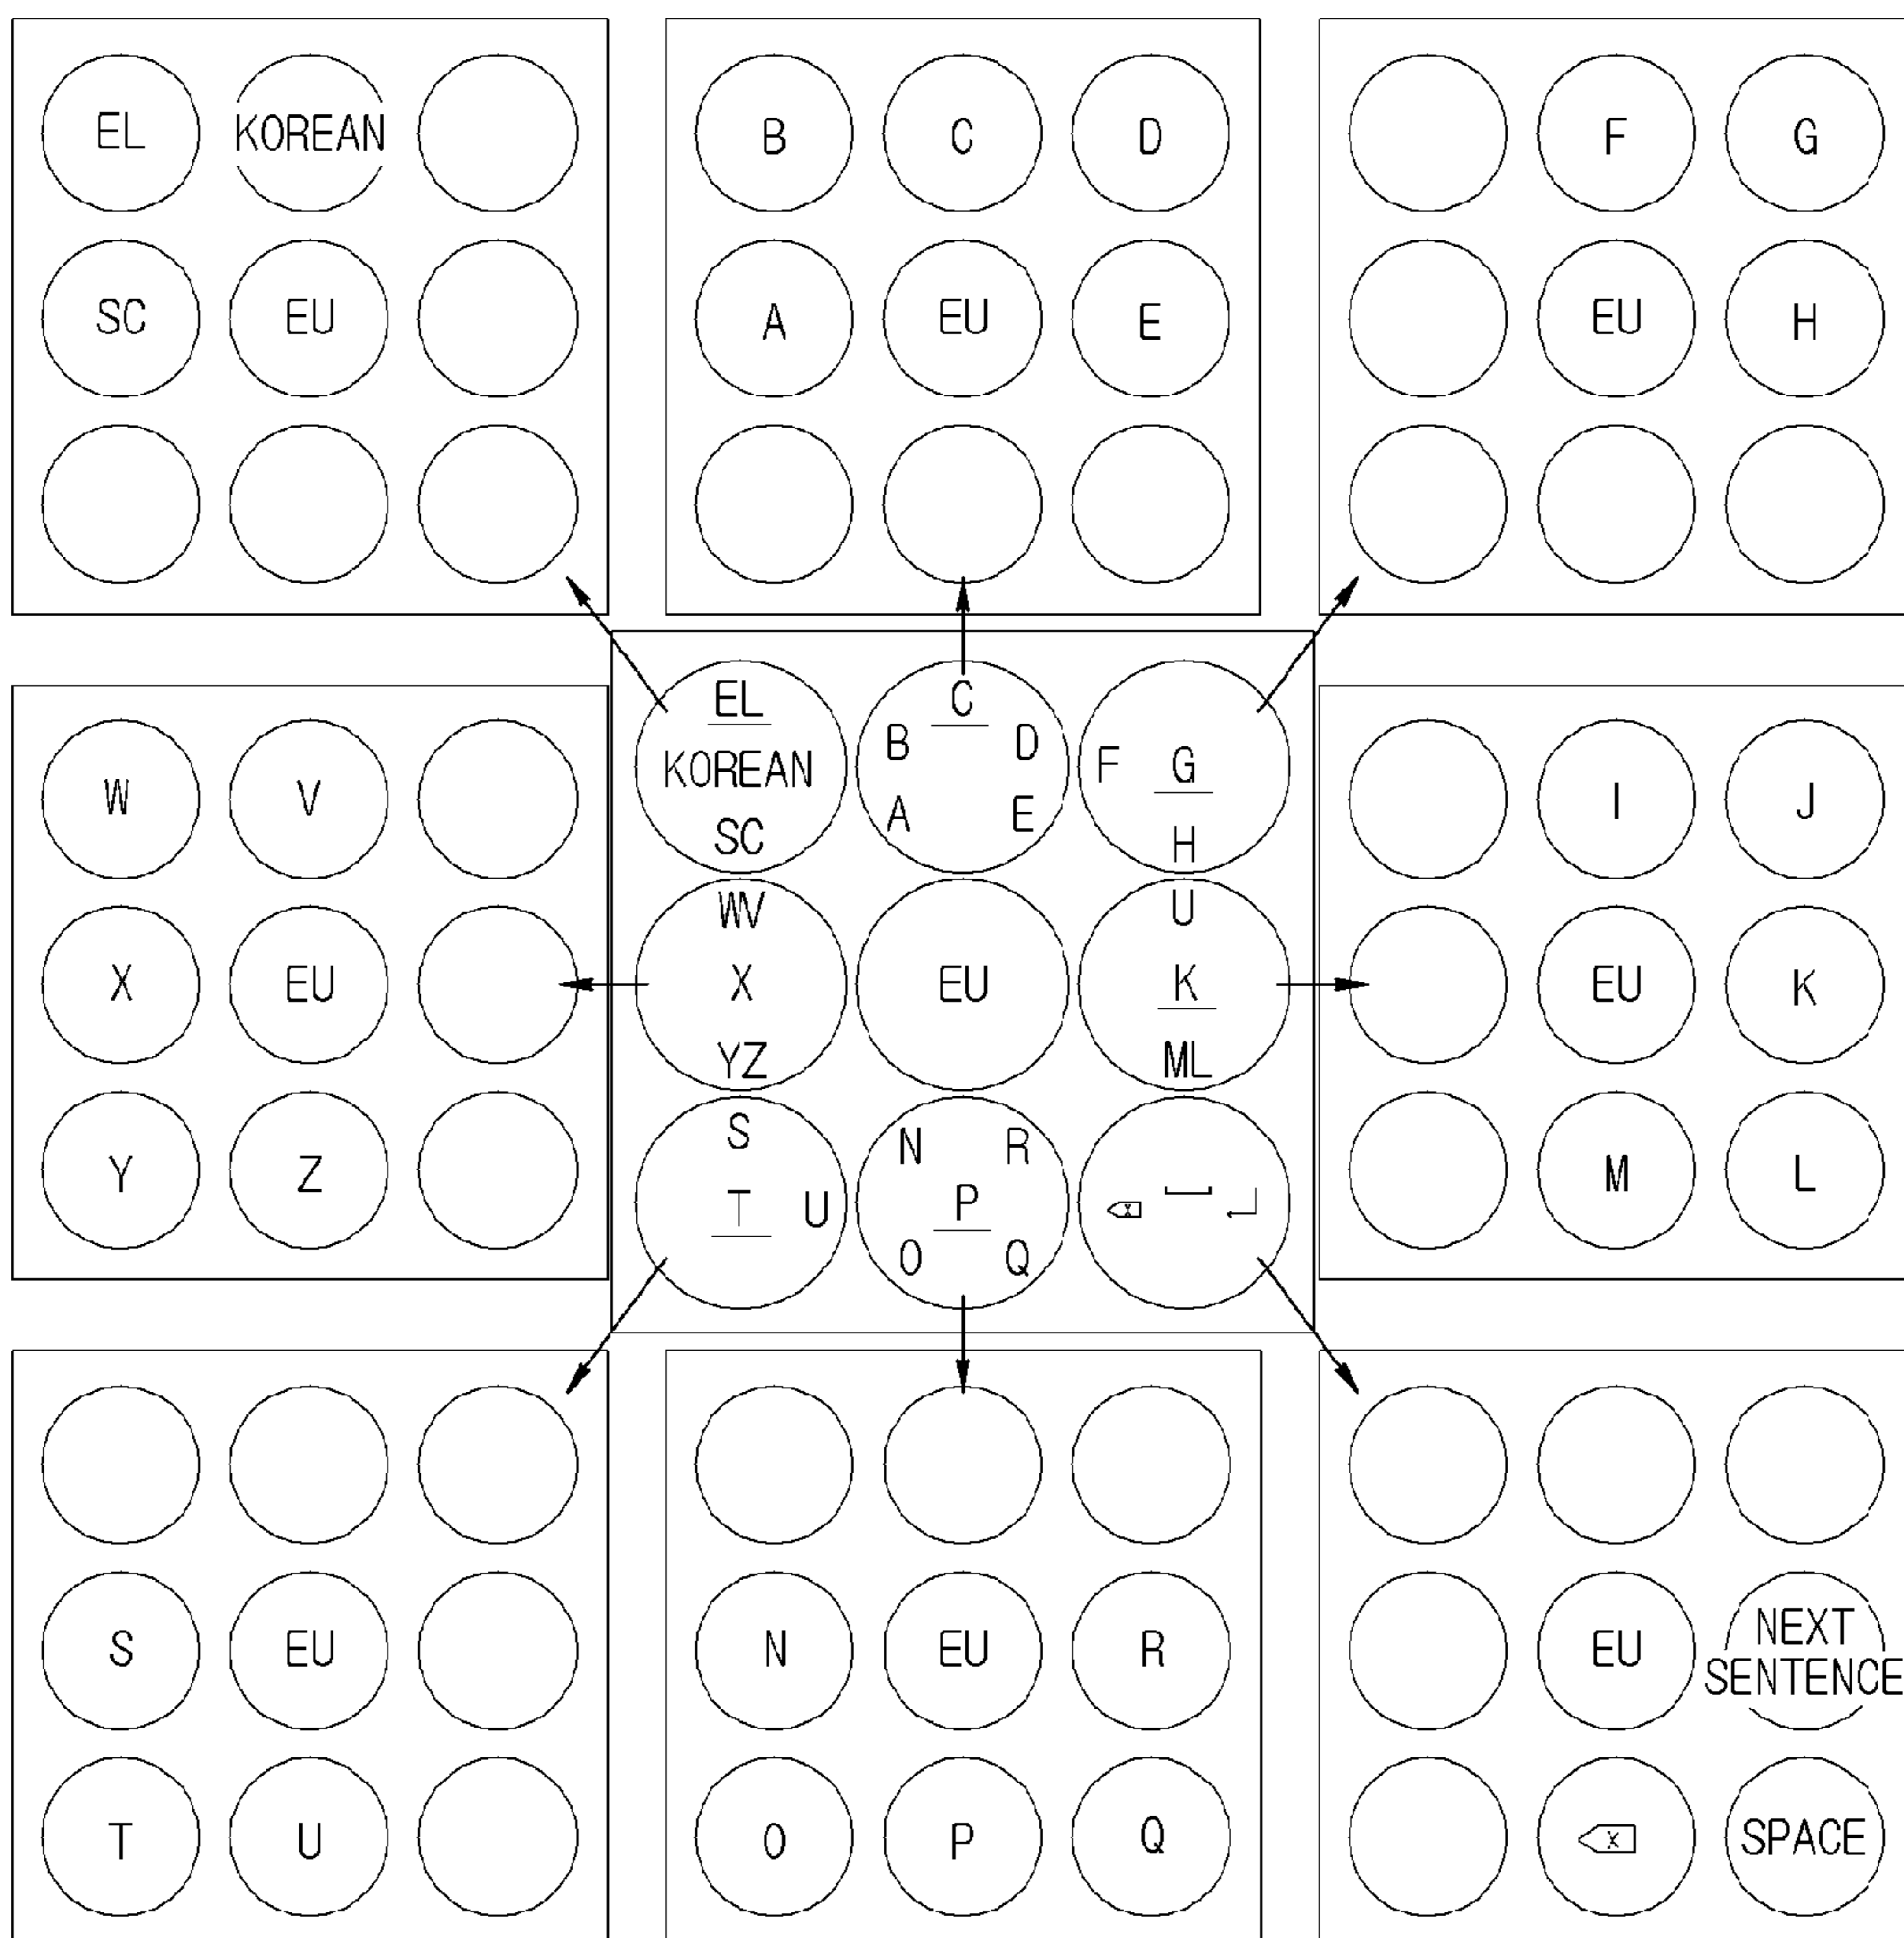 EL KOREAN
SC EU
B C D
A EU E
F G
EU H
W V
X EU
Y Z
EL
KOREAN
SC
C
B D
A E
F G
H
WV
X
YZ
EU
U
K
ML
S
T U
N R
P
O Q
I J
EU K
M L
S EU
T U
N EU R
O P Q
EU NEXT SENTENCE
X SPACE